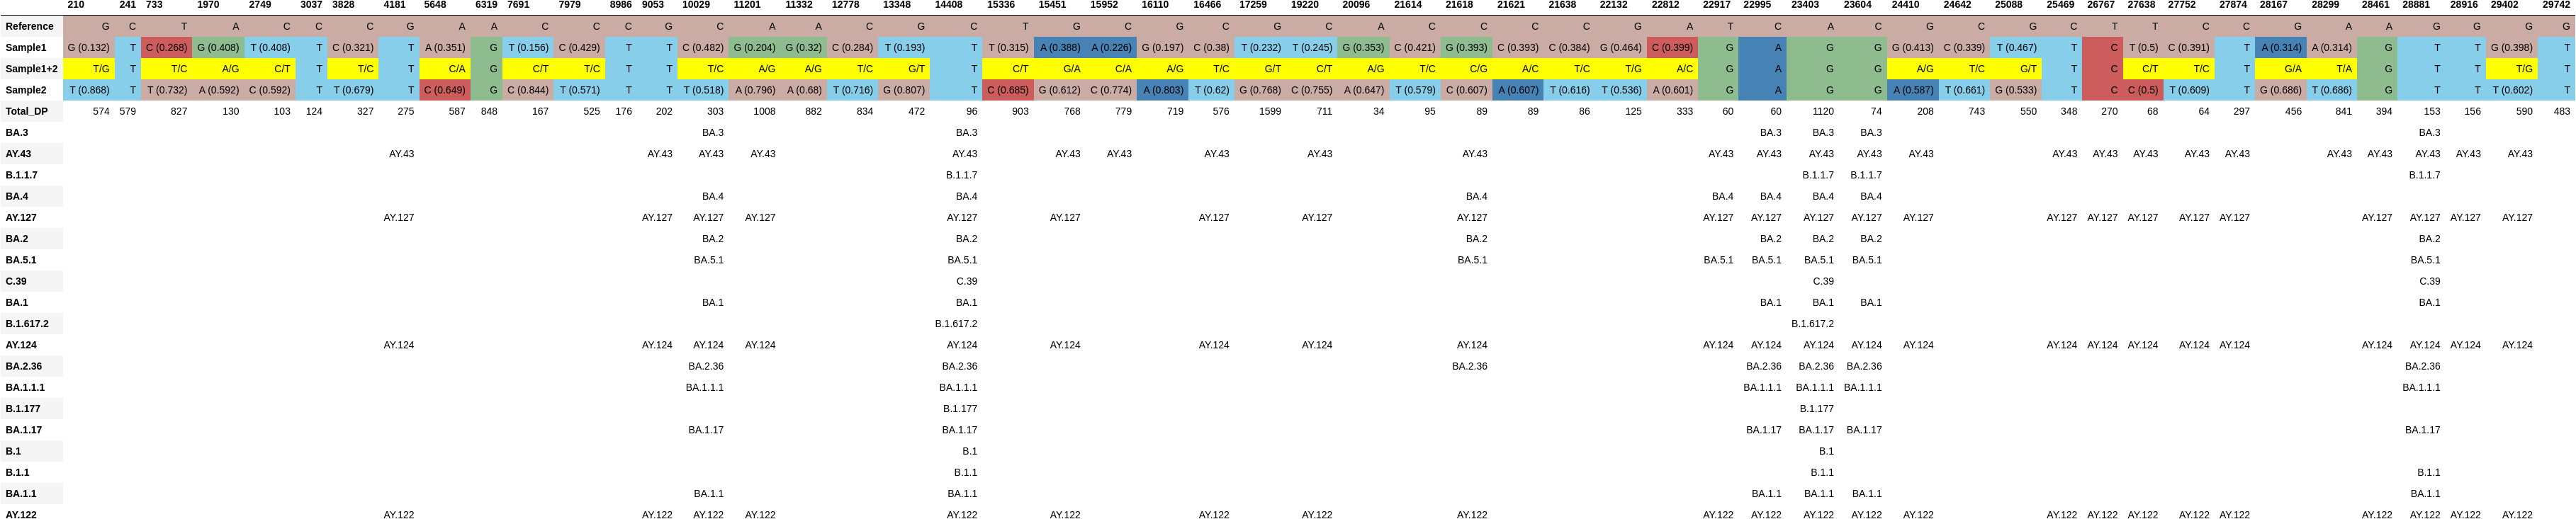 210 241 733 1970 2749 3037 3828 4181 5648 6319 7691 7979 8986 9053 10029 11201 11332 12778 13348 14408 15336 15451 15952 16110 16466 17259 19220 20096 21614 21618 21621 21638 22132 22812 22917 22995 23403 23604 24410 24642 25088 25469 26767 27638 27752 27874 28167 28299 28461 28881 28916 29402 29742
Reference G C T A C C C G A A C C C G C A A C G C T G C G C G C A C C C C G A T C A C G C G C T T C C G A A G G G G
Sample1 G (0.132) T C (0.268) G (0.408) T (0.408) T C (0.321) T A (0.351) G T (0.156) C (0.429) T T C (0.482) G (0.204) G (0.32) C (0.284) T (0.193) T T (0.315) A (0.388) A (0.226) G (0.197) C (0.38) T (0.232) T (0.245) G (0.353) C (0.421) G (0.393) C (0.393) C (0.384) G (0.464) C (0.399) G A G G G (0.413) C (0.339) T (0.467) T C T (0.5) C (0.391) T A (0.314) A (0.314) G T T G (0.398) T
Sample1+2 T/G T T/C A/G C/T T T/C T C/A G C/T T/C T T T/C A/G A/G T/C G/T T C/T G/A C/A A/G T/C G/T C/T A/G T/C C/G A/C T/C T/G A/C G A G G A/G T/C G/T T C C/T T/C T G/A T/A G T T T/G T
Sample2 T (0.868) T T (0.732) A (0.592) C (0.592) T T (0.679) T C (0.649) G C (0.844) T (0.571) T T T (0.518) A (0.796) A (0.68) T (0.716) G (0.807) T C (0.685) G (0.612) C (0.774) A (0.803) T (0.62) G (0.768) C (0.755) A (0.647) T (0.579) C (0.607) A (0.607) T (0.616) T (0.536) A (0.601) G A G G A (0.587) T (0.661) G (0.533) T C C (0.5) T (0.609) T G (0.686) T (0.686) G T T T (0.602) T
Total_DP 574 579 827 130 103 124 327 275 587 848 167 525 176 202 303 1008 882 834 472 96 903 768 779 719 576 1599 711 34 95 89 89 86 125 333 60 60 1120 74 208 743 550 348 270 68 64 297 456 841 394 153 156 590 483
BA.3 BA.3 BA.3 BA.3 BA.3 BA.3 BA.3
AY.43 AY.43 AY.43 AY.43 AY.43 AY.43 AY.43 AY.43 AY.43 AY.43 AY.43 AY.43 AY.43 AY.43 AY.43 AY.43 AY.43 AY.43 AY.43 AY.43 AY.43 AY.43 AY.43 AY.43 AY.43 AY.43
B.1.1.7 B.1.1.7 B.1.1.7 B.1.1.7 B.1.1.7
BA.4 BA.4 BA.4 BA.4 BA.4 BA.4 BA.4 BA.4
AY.127 AY.127 AY.127 AY.127 AY.127 AY.127 AY.127 AY.127 AY.127 AY.127 AY.127 AY.127 AY.127 AY.127 AY.127 AY.127 AY.127 AY.127 AY.127 AY.127 AY.127 AY.127 AY.127 AY.127
BA.2 BA.2 BA.2 BA.2 BA.2 BA.2 BA.2 BA.2
BA.5.1 BA.5.1 BA.5.1 BA.5.1 BA.5.1 BA.5.1 BA.5.1 BA.5.1 BA.5.1
C.39 C.39 C.39 C.39
BA.1 BA.1 BA.1 BA.1 BA.1 BA.1 BA.1
B.1.617.2 B.1.617.2 B.1.617.2
AY.124 AY.124 AY.124 AY.124 AY.124 AY.124 AY.124 AY.124 AY.124 AY.124 AY.124 AY.124 AY.124 AY.124 AY.124 AY.124 AY.124 AY.124 AY.124 AY.124 AY.124 AY.124 AY.124 AY.124
BA.2.36 BA.2.36 BA.2.36 BA.2.36 BA.2.36 BA.2.36 BA.2.36 BA.2.36
BA.1.1.1 BA.1.1.1 BA.1.1.1 BA.1.1.1 BA.1.1.1 BA.1.1.1 BA.1.1.1
B.1.177 B.1.177 B.1.177
BA.1.17 BA.1.17 BA.1.17 BA.1.17 BA.1.17 BA.1.17 BA.1.17
B.1 B.1 B.1
B.1.1 B.1.1 B.1.1 B.1.1
BA.1.1 BA.1.1 BA.1.1 BA.1.1 BA.1.1 BA.1.1 BA.1.1
AY.122 AY.122 AY.122 AY.122 AY.122 AY.122 AY.122 AY.122 AY.122 AY.122 AY.122 AY.122 AY.122 AY.122 AY.122 AY.122 AY.122 AY.122 AY.122 AY.122 AY.122 AY.122 AY.122 AY.122